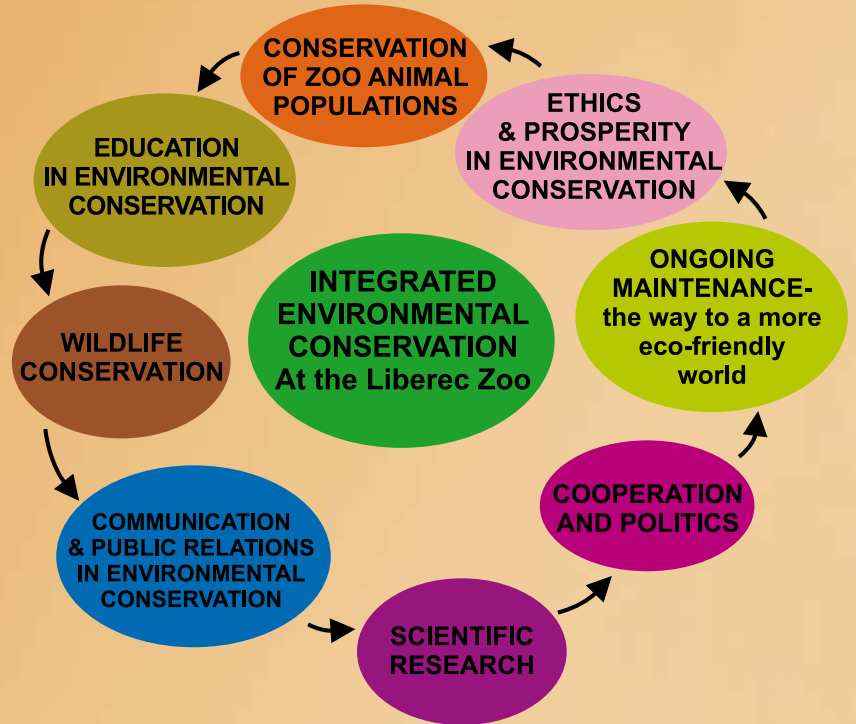 CONSERVATION
OF ZOO ANIMAL
POPULATIONS
EDUCATION
IN ENVIRONMENTAL
CONSERVATION
WILDLIFE
CONSERVATION
COMMUNICATION
& PUBLIC RELATIONS
IN ENVIRONMENTAL
CONSERVATION
SCIENTIFIC
RESEARCH
COOPERATION
AND POLITICS
ONGOING
MAINTENANCE-
the way to a more
eco-friendly
world
ETHICS
& PROSPERITY
IN ENVIRONMENTAL
CONSERVATION
INTEGRATED
ENVIRONMENTAL
CONSERVATION
At the Liberec Zoo